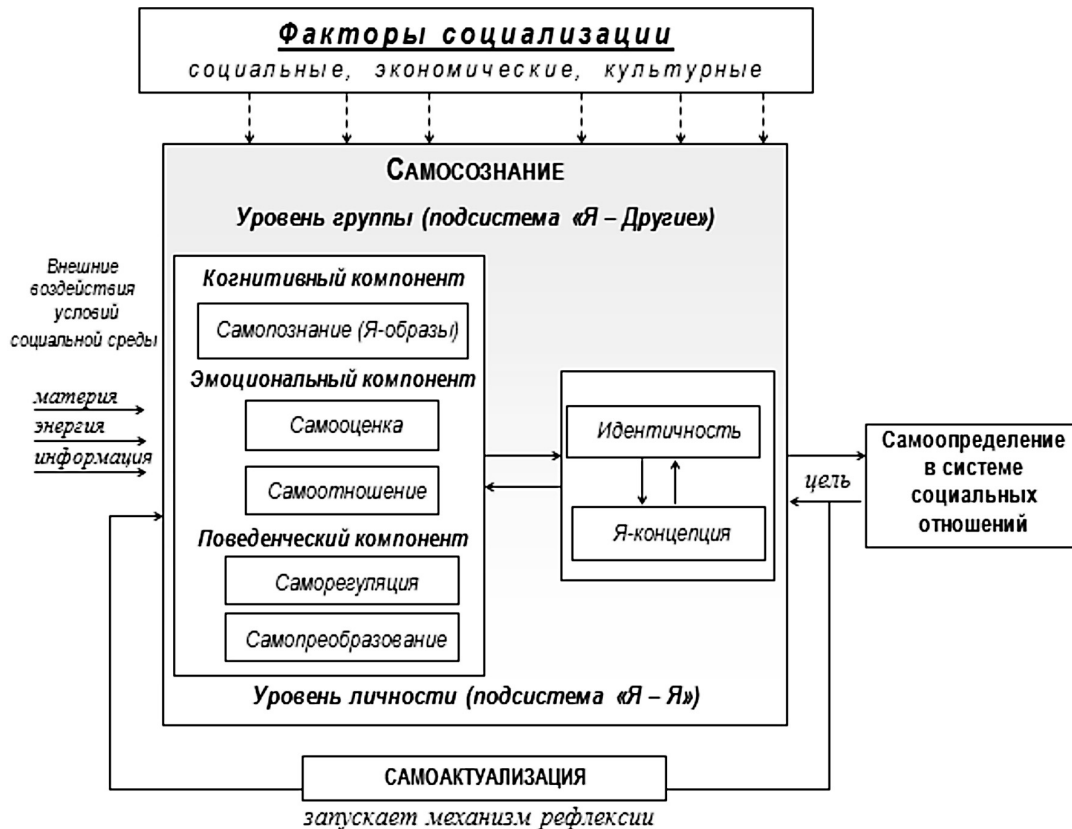 Факторы социализации
социальные, экономические, культурные
САМОСОЗНАНИЕ
Уровень группы (подсистема «Я – Другие»)
Внешние
воздействия
условий
социальной среды
материя
энергия
информация
Когнитивный компонент
Самопознание (Я-образы)
Эмоциональный компонент
Самооценка
Самоотношение
Поведенческий компонент
Саморегуляция
Самопреобразование
Идентичность
Я-концепция
цель
Самоопределение
в системе
социальных
отношений
Уровень личности (подсистема «Я – Я»)
САМОАКТУАЛИЗАЦИЯ
запускает механизм рефлексии